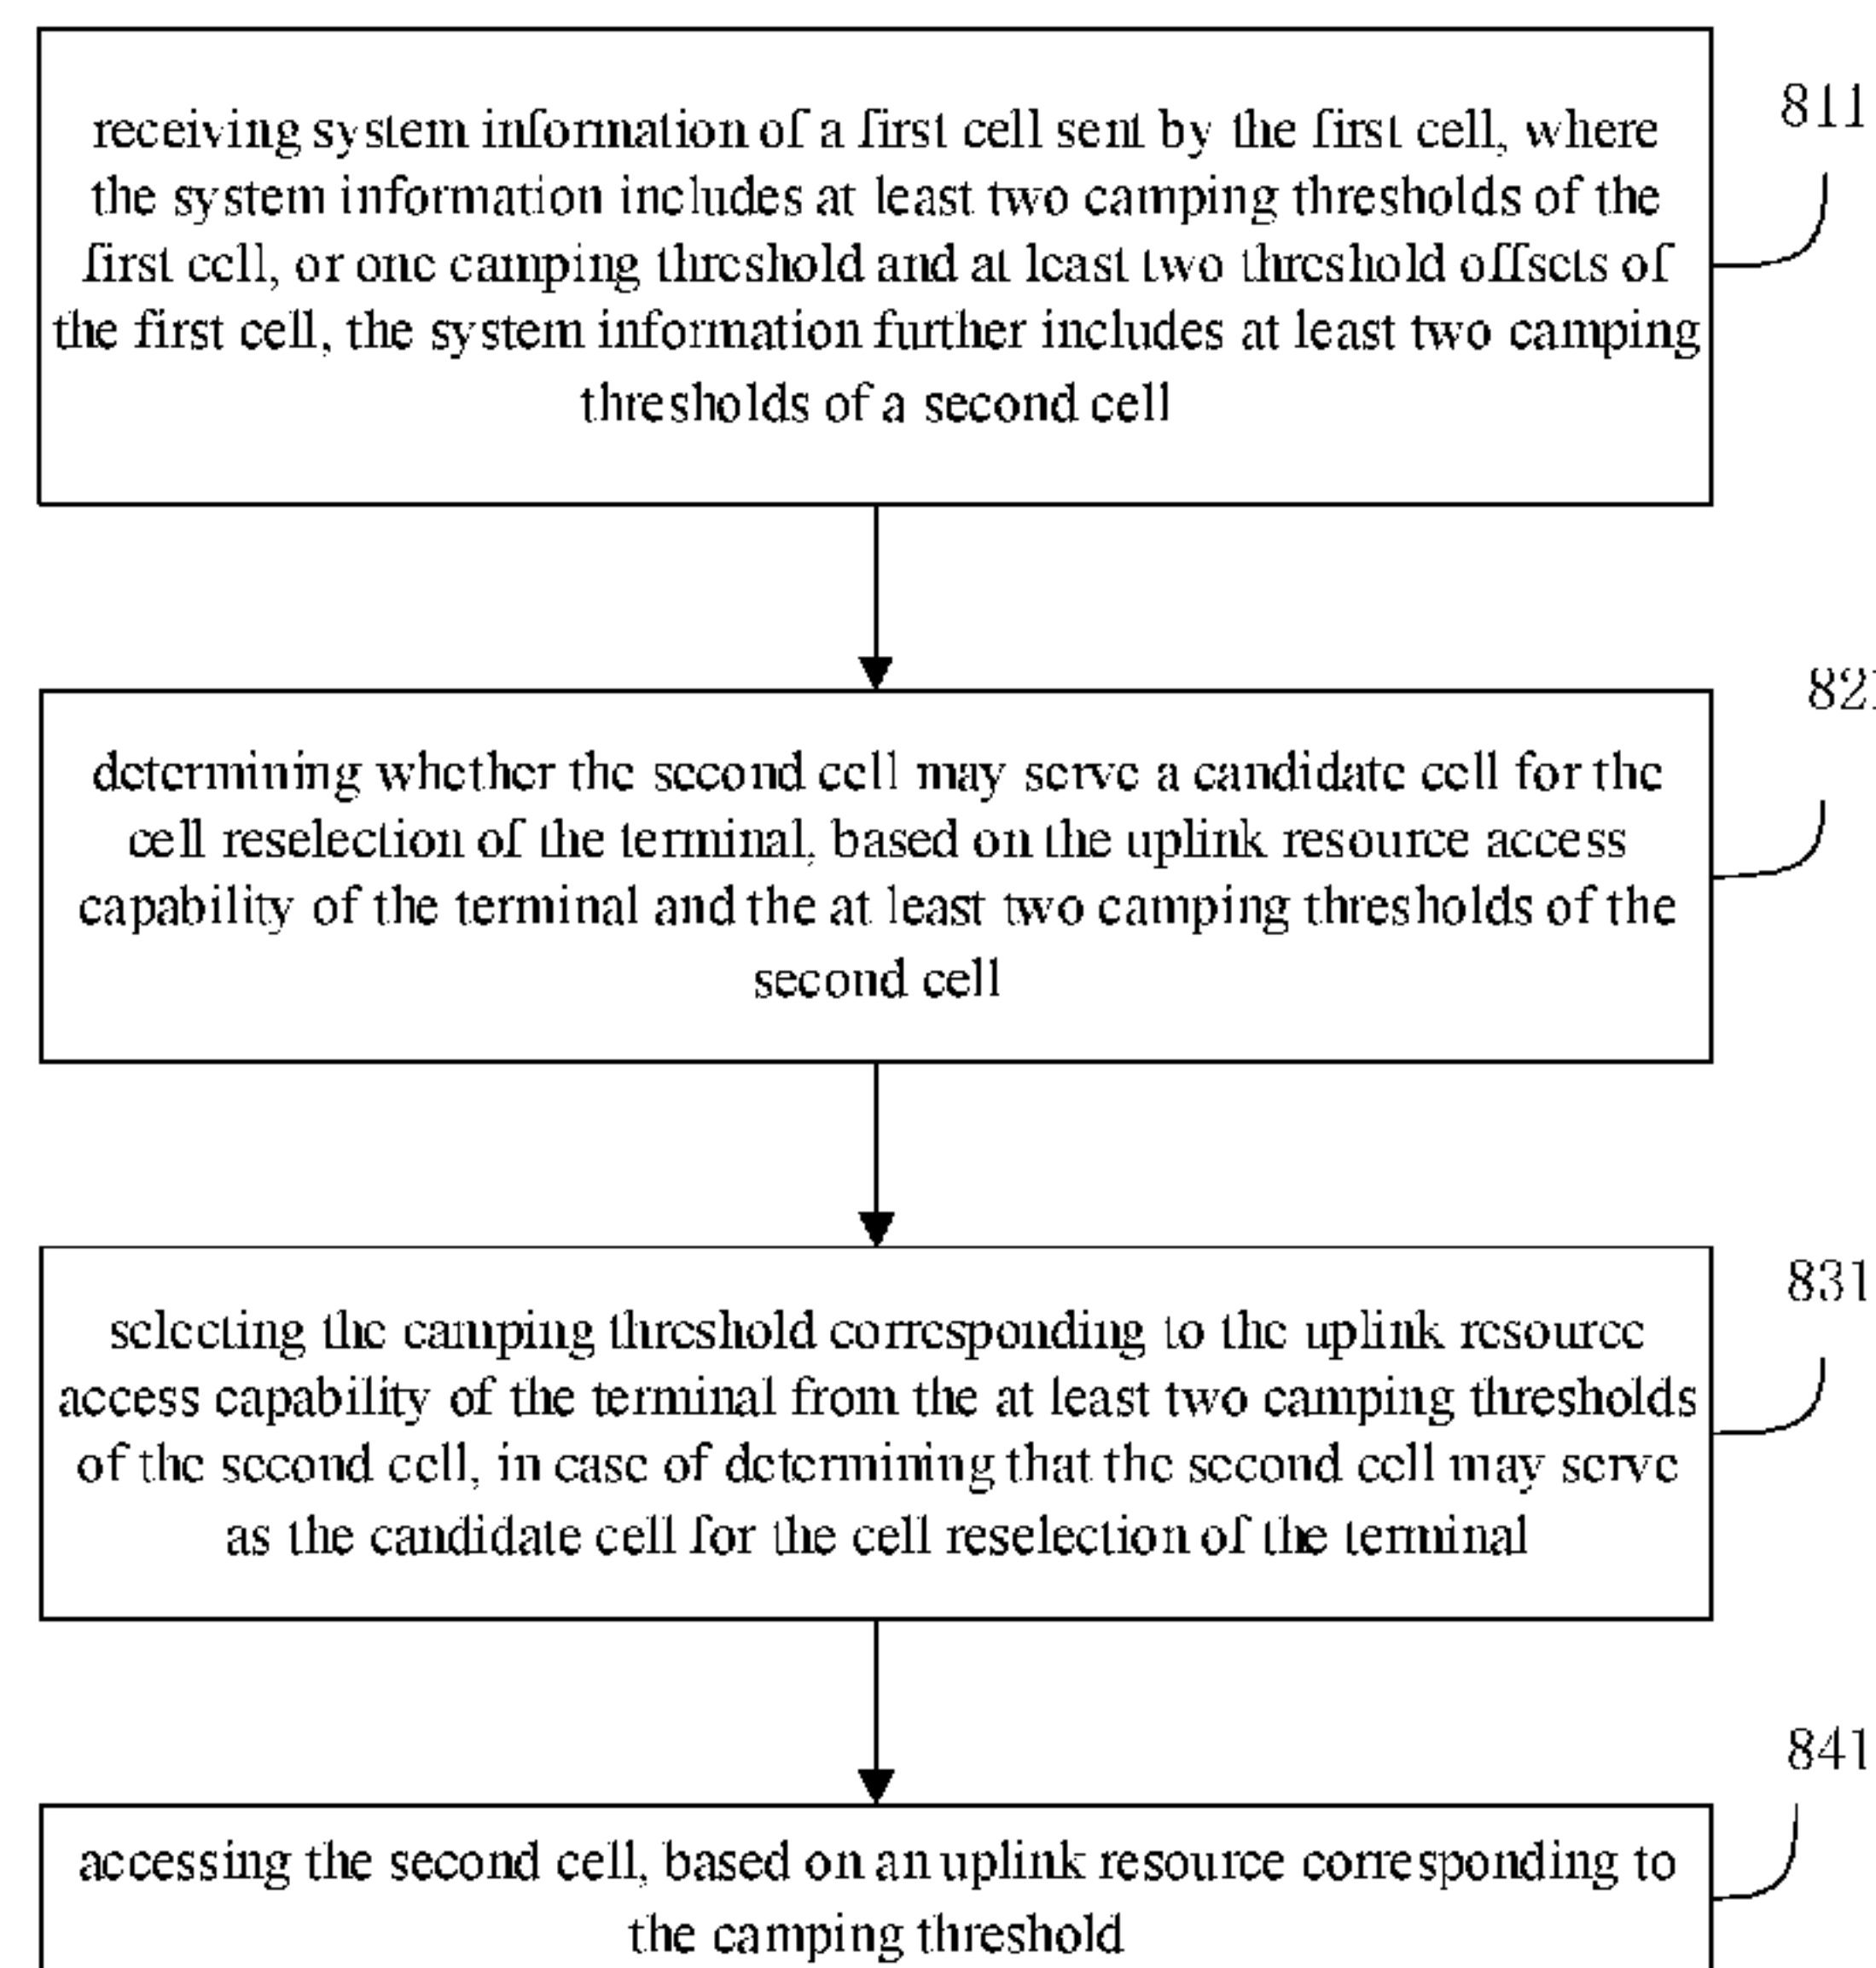 receiving system information of a first cell sent by the first cell, where
811
the system information includes at least two camping thresholds of the
first cell, or one camping threshold and at least two threshold offsets of
the first cell, the system information further includes at least two camping
thresholds of a second cell
determining whether the second cell may serve a candidate cell for the
cell reselection of the terminal, based on the uplink resource access
capability of the terminal and the at least two camping thresholds of the
second cell
831
selecting the camping threshold corresponding to the uplink resource
access capability of the terminal from the at least two camping thresholds
of the second cell, in case of determining that the second cell may serve
as the candidate cell for the cell reselection of the terminal
841
accessing the second cell, based on an uplink resource corresponding to
the camping threshold